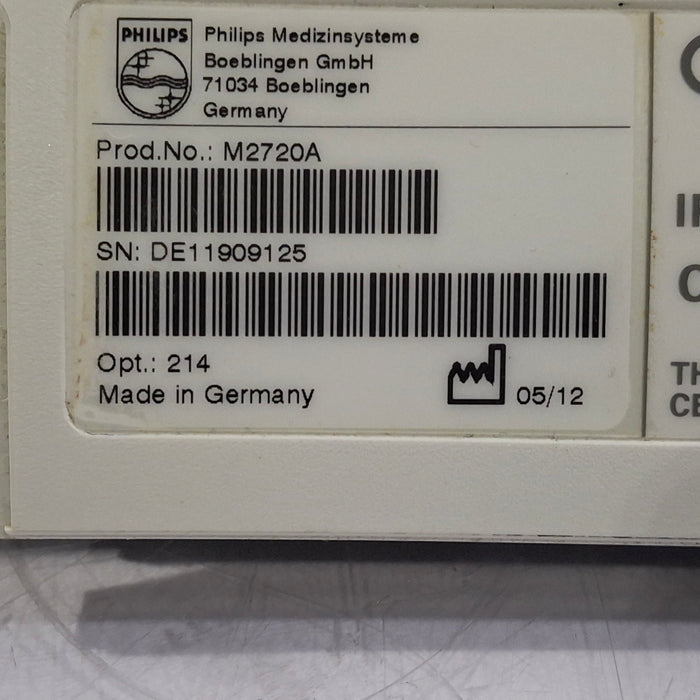 PHILIPS
Philips Medizinsysteme
Boeblingen GmbH
71034 Boeblingen
Germany
Prod.No.: M2720A
SN: DE11909125
Opt.: 214
Made in Germany
05/12